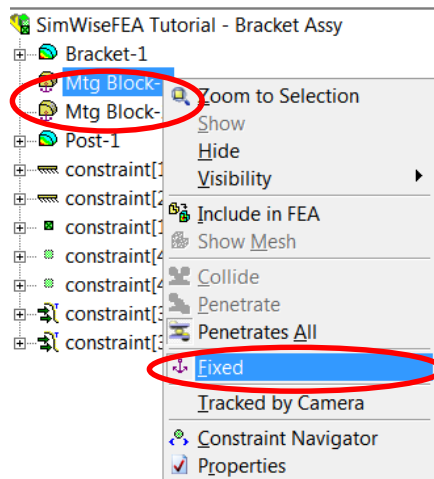 SimWiseFEA Tutorial - Bracket Assy
Bracket-1
Mtg Block-
Mtg Block-
Post-1
constraint[1
constraint[2
constraint[1
constraint[4
constraint[4
constraint[3
constraint[3
Zoom to Selection
Show
Hide
Visibility
Include in FEA
Show Mesh
Collide
Penetrate
Penetrates All
Fixed
Tracked by Camera
Constraint Navigator
Properties